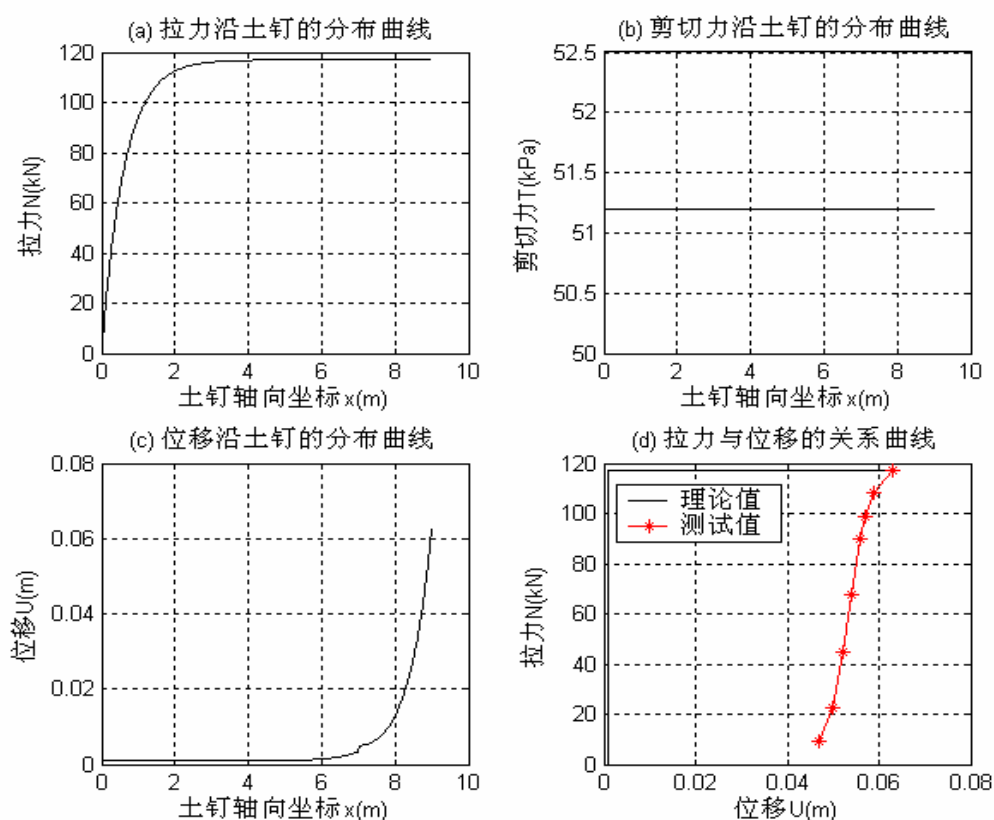 (a) 拉力沿土钉的分布曲线
120
100
80
60
40
20
0
拉力N(kN)
0 2 4 6 8 10
土钉轴向坐标x(m)
(b) 剪切力沿土钉的分布曲线
52.5
52
51.5
51
50.5
50
剪切力T(kPa)
0 2 4 6 8 10
土钉轴向坐标x(m)
(c) 位移沿土钉的分布曲线
0.08
0.06
0.04
0.02
0
位移U(m)
0 2 4 6 8 10
土钉轴向坐标x(m)
(d) 拉力与位移的关系曲线
120
100
80
60
40
20
0
拉力N(kN)
理论值
测试值
0 0.02 0.04 0.06 0.08
位移U(m)